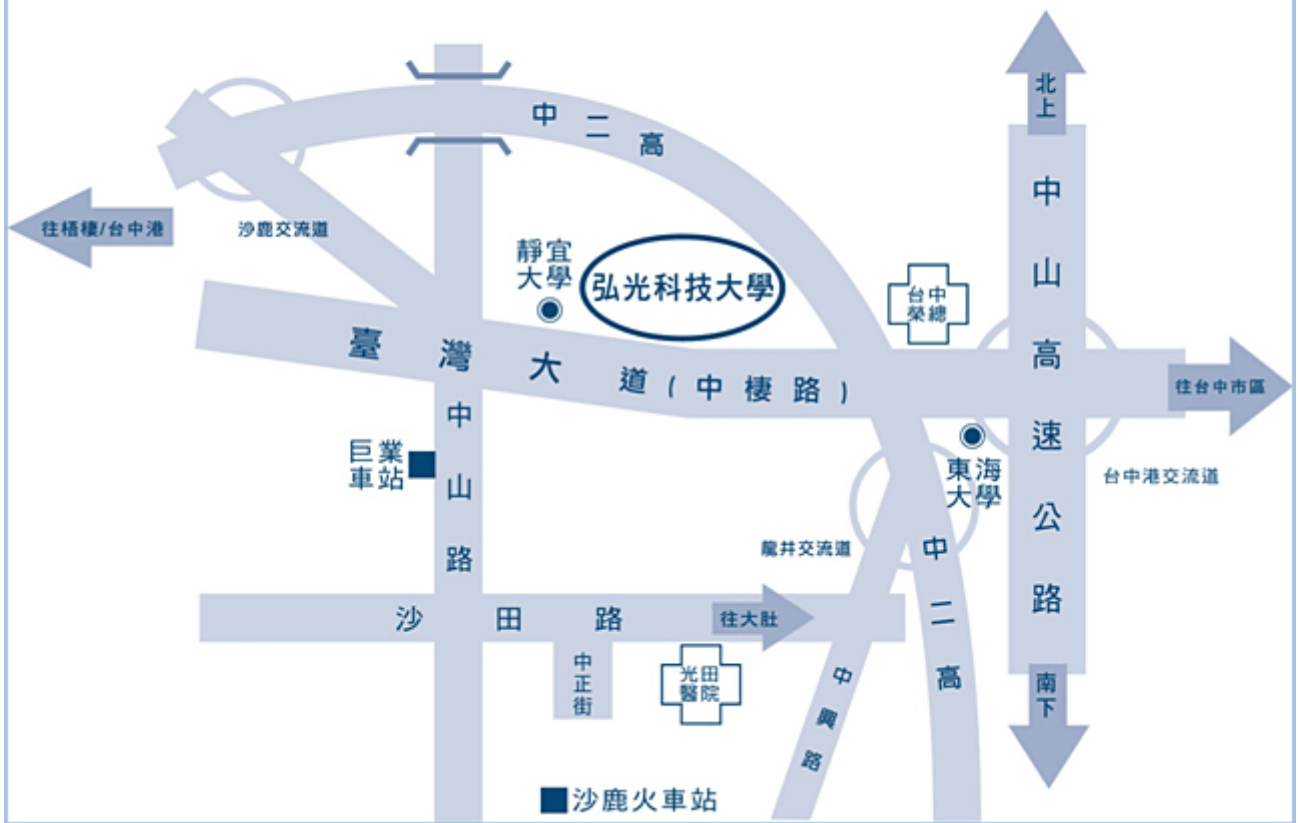 北上
中二高
中山高速公路
往梧棲/台中港
沙鹿交流道
靜宜
大學
弘光科技大學
台中
榮總
臺灣大道(中棲路)
往台中市區
中山路
巨業
車站
東海
大學
台中港交流道
龍井交流道
中二高
沙田路
往大肚
中正街
光田
醫院
中興路
南下
沙鹿火車站